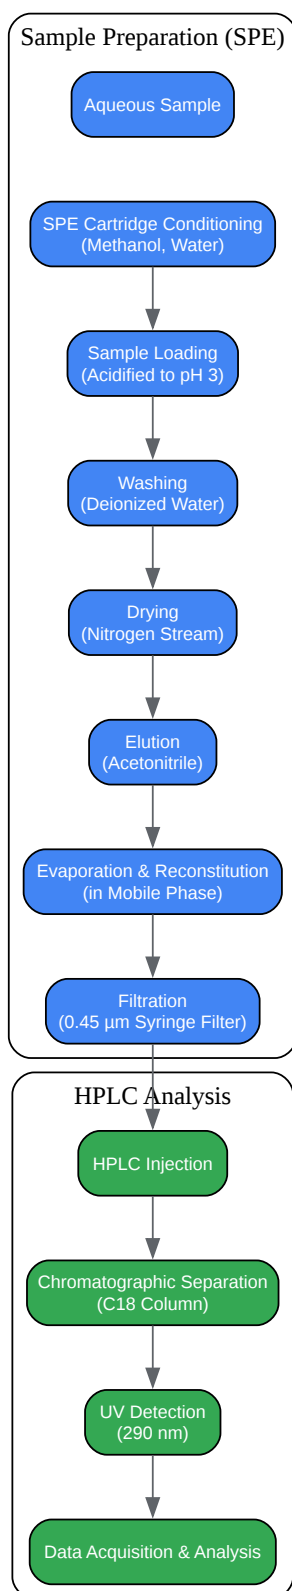 Sample Preparation (SPE)
Aqueous Sample
SPE Cartridge Conditioning
(Methanol, Water)
Sample Loading
(Acidified to pH 3)
Washing
(Deionized Water)
Drying
(Nitrogen Stream)
Elution
(Acetonitrile)
Evaporation & Reconstitution
(in Mobile Phase)
Filtration
(0.45 µm Syringe Filter)
HPLC Analysis
HPLC Injection
Chromatographic Separation
(C18 Column)
UV Detection
(290 nm)
Data Acquisition & Analysis